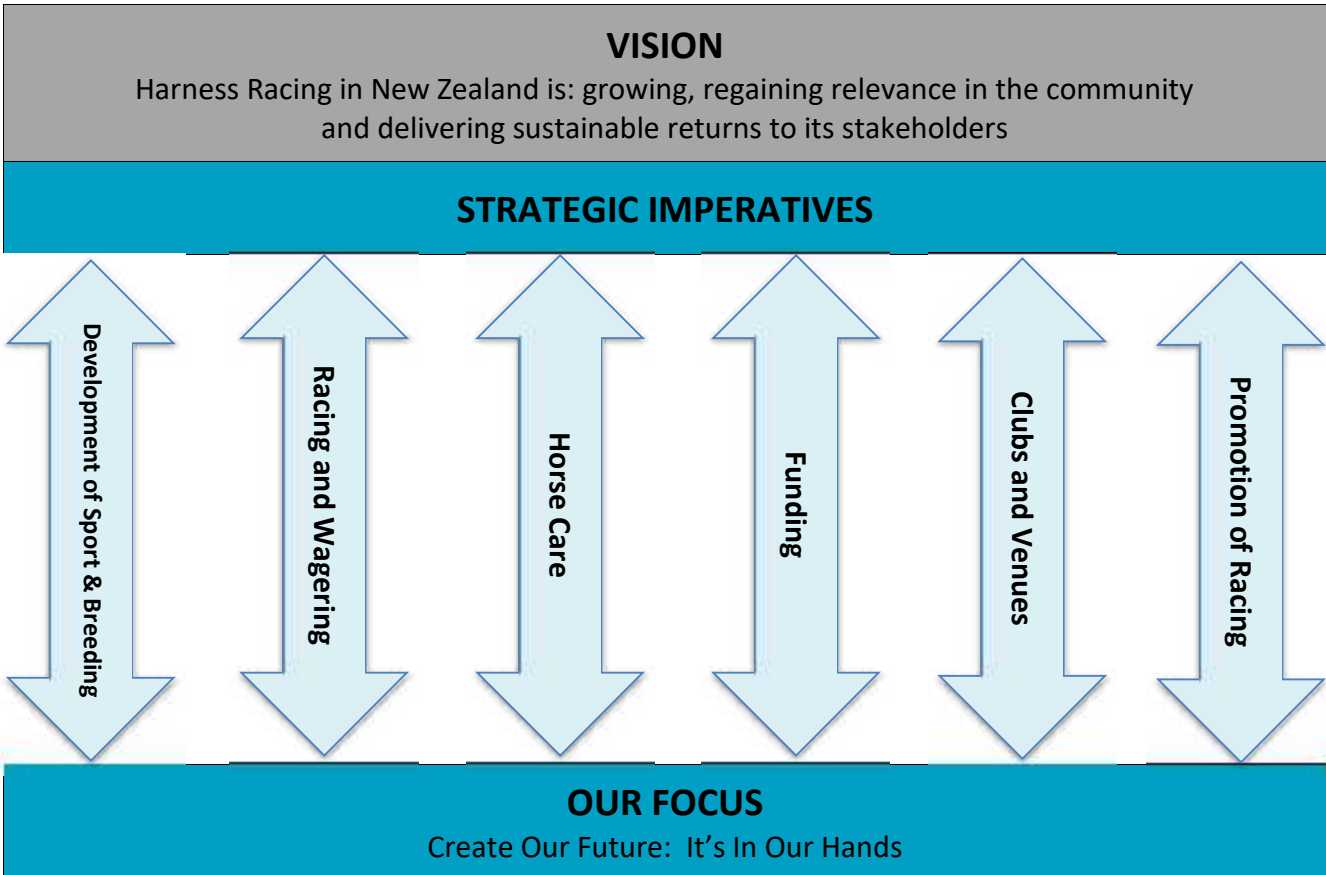 VISION
Harness Racing in New Zealand is: growing, regaining relevance in the community
and delivering sustainable returns to its stakeholders
STRATEGIC IMPERATIVES
Development of Sport & Breeding
Racing and Wagering
Horse Care
Funding
Clubs and Venues
Promotion of Racing
OUR FOCUS
Create Our Future: It’s In Our Hands